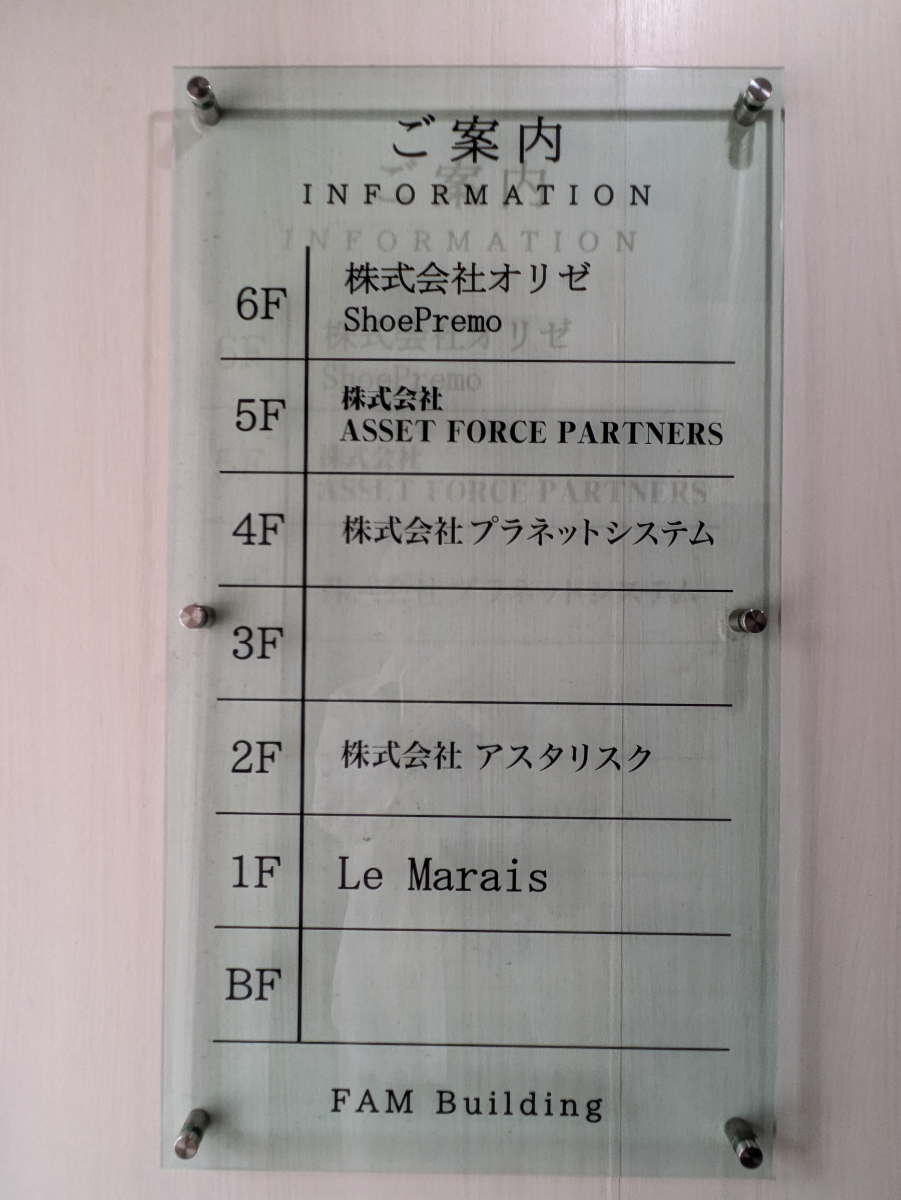 ご案内
INFORMATION
6F
株式会社オリゼ
ShoePremo
5F
株式会社
ASSET FORCE PARTNERS
4F 株式会社プラネットシステム
3F
2F 株式会社 アスタリスク
1F Le Marais
BF
FAM Building